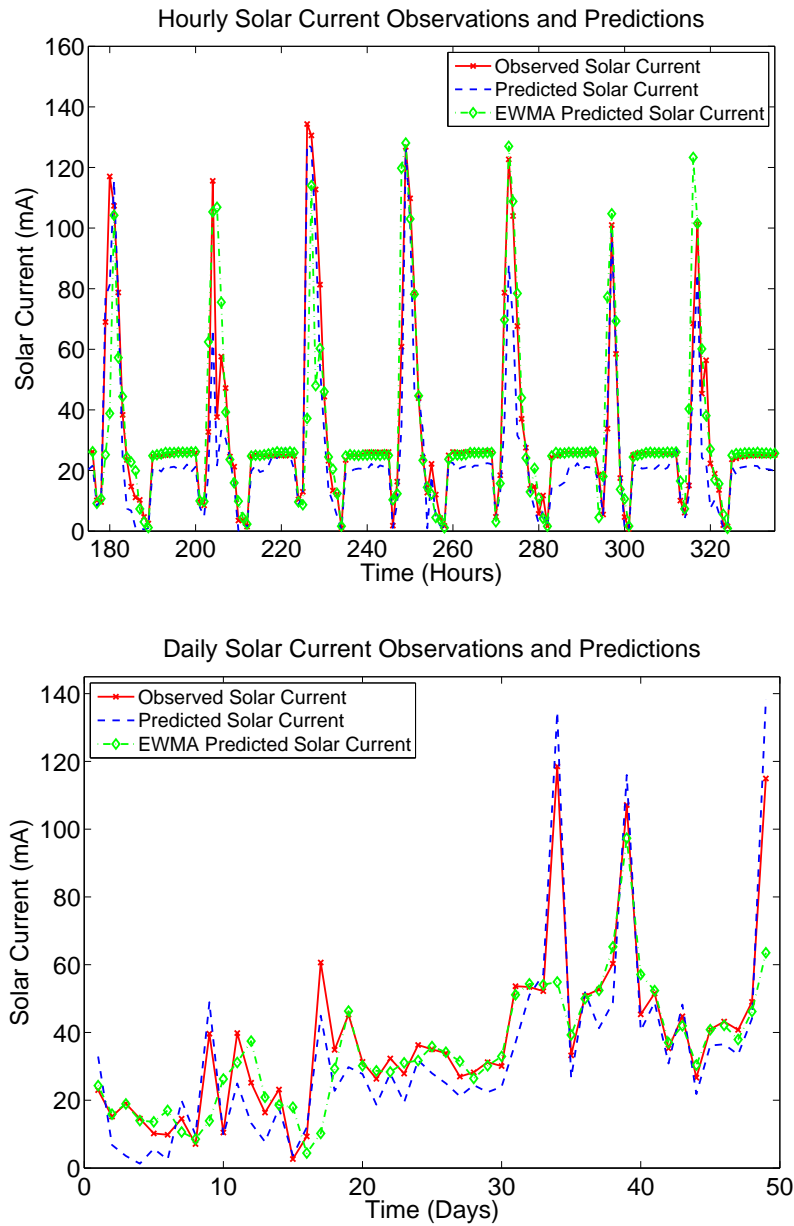 Hourly Solar Current Observations and Predictions
160
140
120
100
80
60
40
20
0
Solar Current (mA)
Observed Solar Current
Predicted Solar Current
EWMA Predicted Solar Current
180 200 220 240 260 280 300 320
Time (Hours)
Daily Solar Current Observations and Predictions
140
120
100
80
60
40
20
0
Solar Current (mA)
Observed Solar Current
Predicted Solar Current
EWMA Predicted Solar Current
0 10 20 30 40 50
Time (Days)